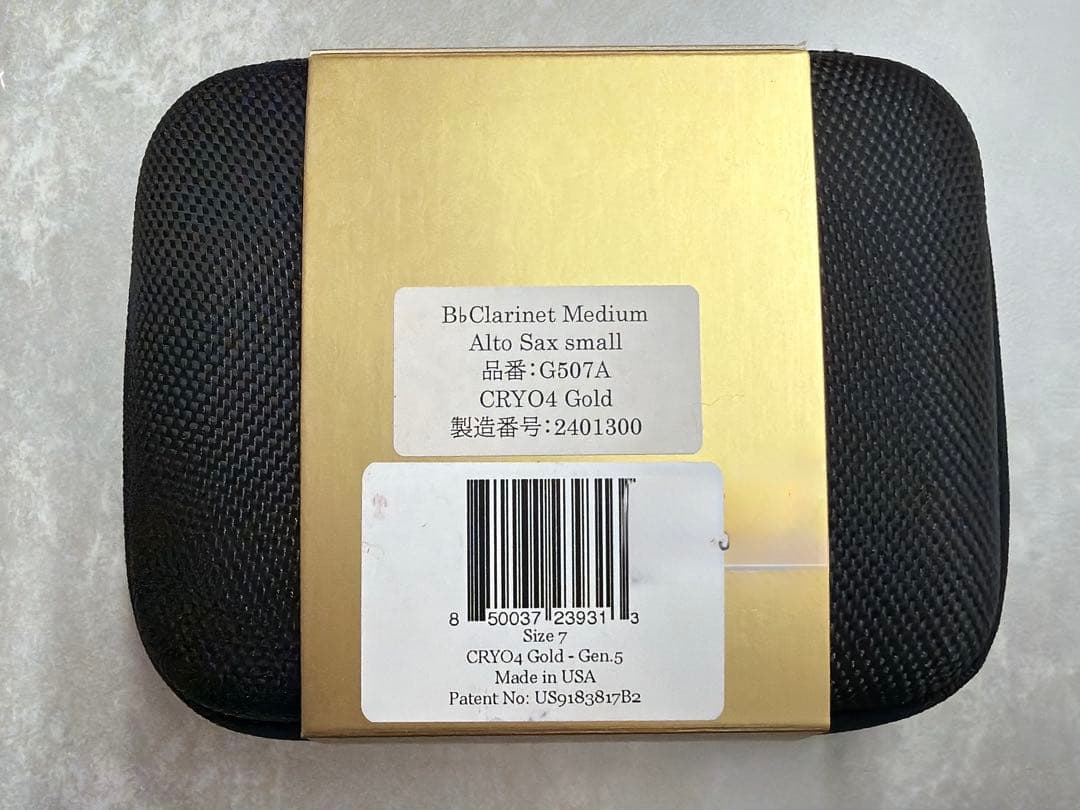 B♭Clarinet Medium
Alto Sax small
品番:G507A
CRYO4 Gold
製造番号:2401300
8 50037 23931 3
Size 7
CRYO4 Gold - Gen.5
Made in USA
Patent No: US9183817B2